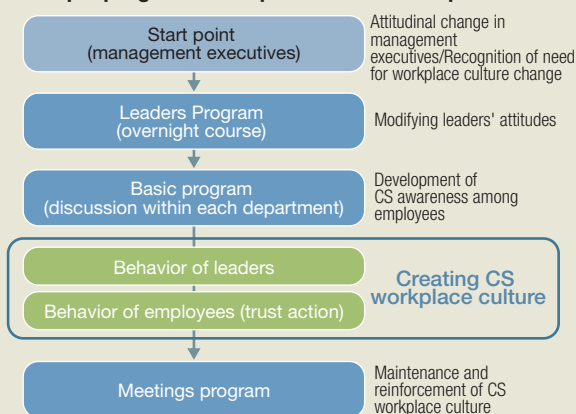 Start point
(management executives)
Attitudinal change in
management
executives/Recognition of need
for workplace culture change
Leaders Program
(overnight course)
Modifying leaders' attitudes
Basic program
(discussion within each department)
Development of
CS awareness among
employees
Behavior of leaders
Behavior of employees (trust action)
Creating CS
workplace culture
Meetings program
Maintenance and
reinforcement of CS
workplace culture